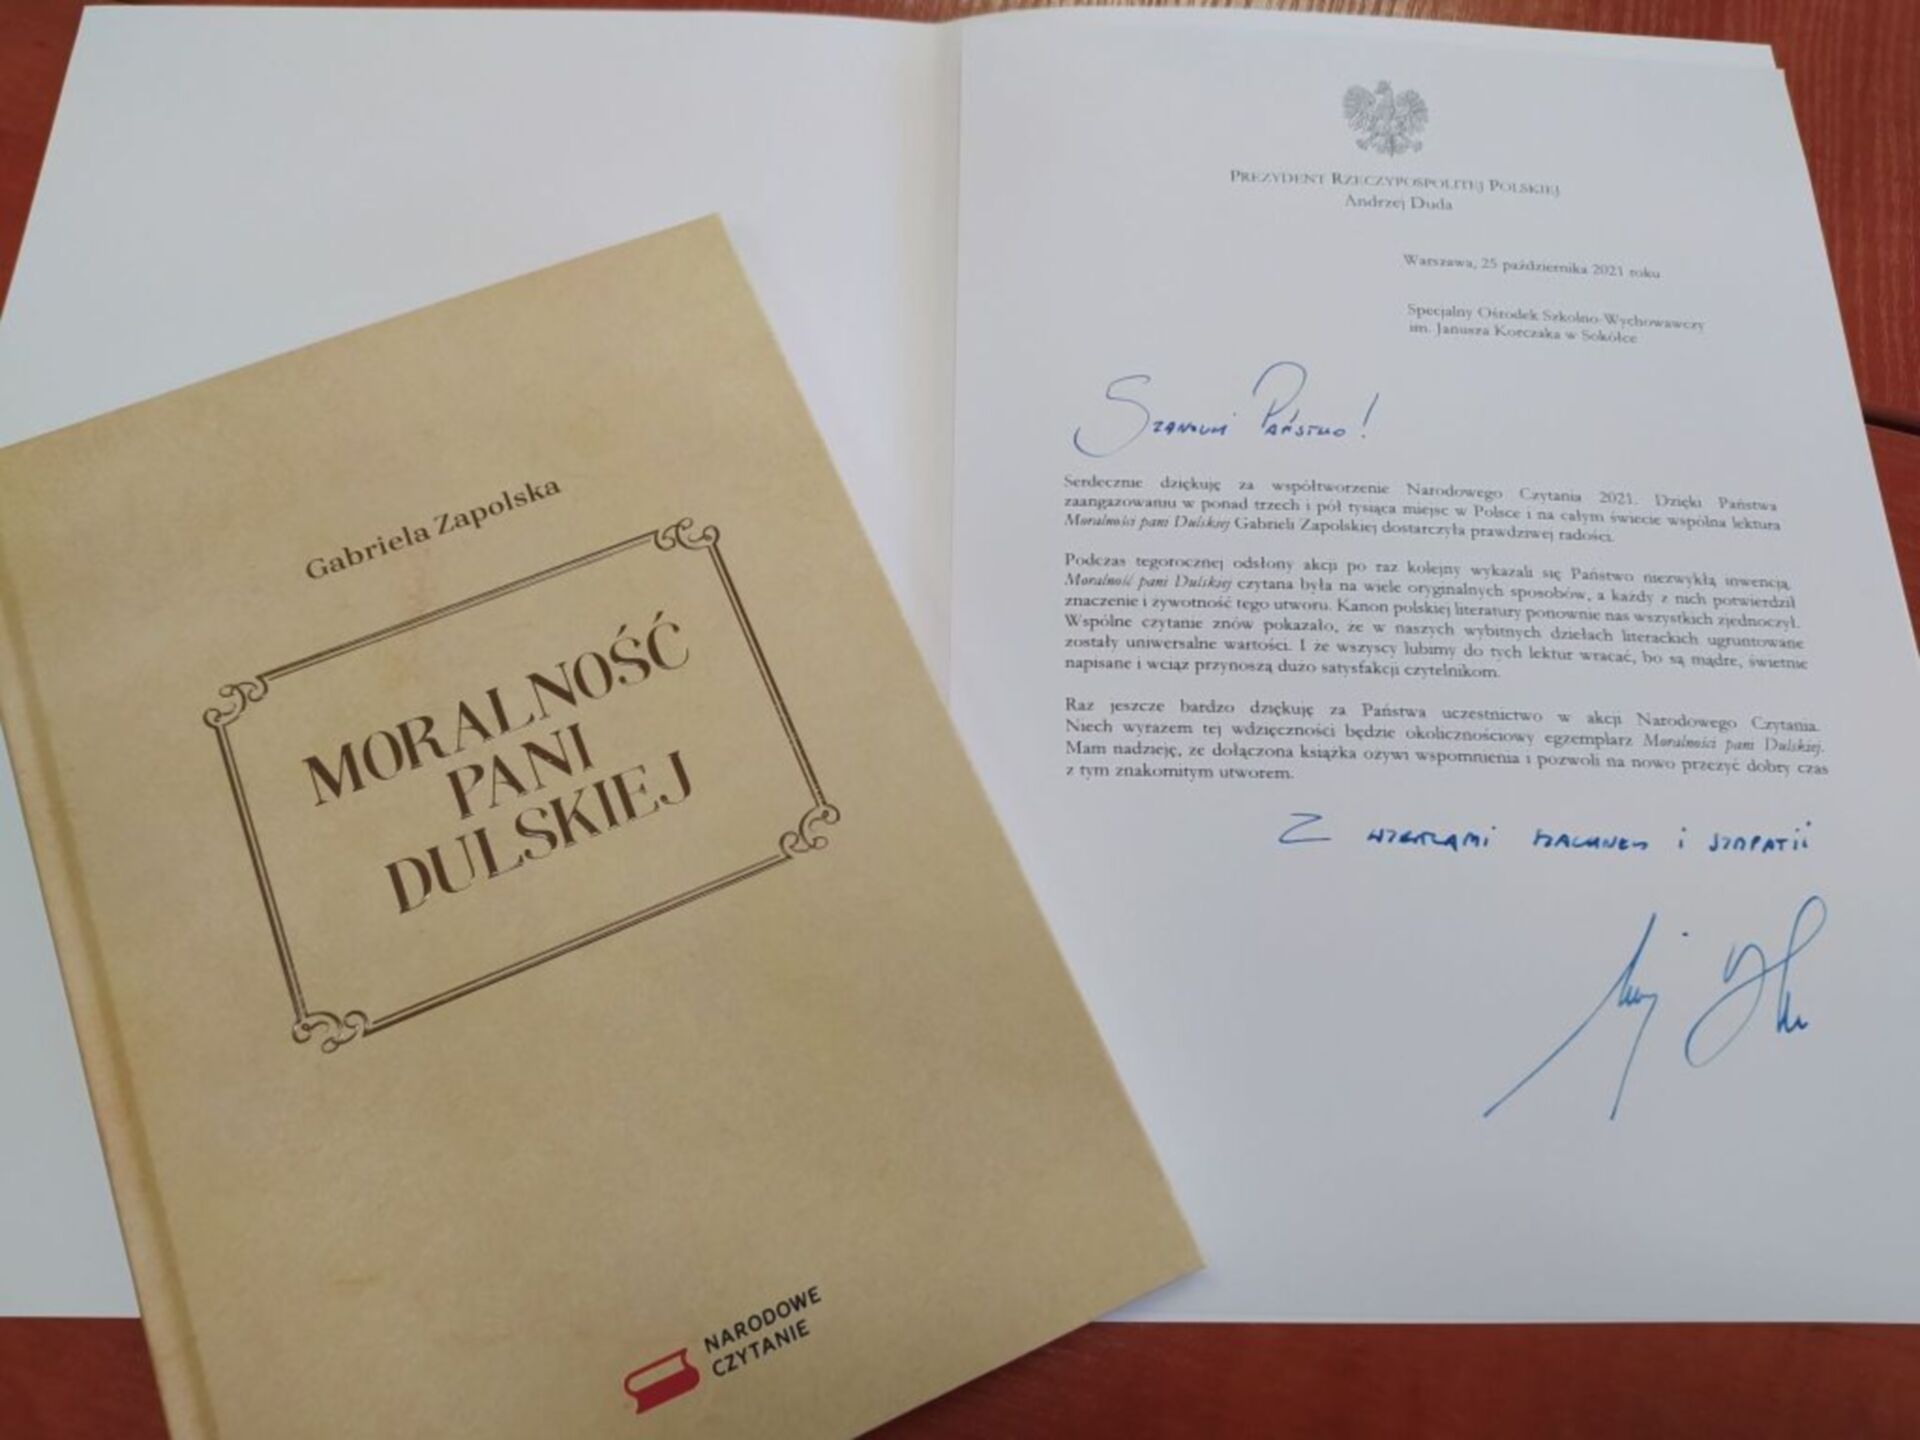 Gabriela Zapolska
MORALNOŚĆ
PANI
DULSKIEJ
NARODOWE
CZYTANIE
PREZYDENT RZECZYPOSPOLITEJ POLSKIEJ
Andrzej Duda
Warszawa, 25 października 2021 roku
Specjalny Ośrodek Szkolno-Wychowawczy
im. Janusza Korczaka w Sokółce
Szanowni Państwo!
Serdecznie dziękuję za współtworzenie Narodowego Czytania 2021. Dzięki Państwa
zaangażowaniu w ponad trzech i pół tysiąca miejsc w Polsce i na całym świecie wspólna lektura
Moralności pani Dulskiej Gabrieli Zapolskiej dostarczyła prawdziwej radości.
Podczas tegorocznej odsłony akcji po raz kolejny wykazali się Państwo niezwykłą inwencją.
Moralność pani Dulskiej czytana była na wiele oryginalnych sposobów, a każdy z nich potwierdził
znaczenie i żywotność tego utworu. Kanon polskiej literatury ponownie nas wszystkich zjednoczył.
Wspólne czytanie znów pokazało, że w naszych wybitnych dziełach literackich ugruntowane
zostały uniwersalne wartości. I że wszyscy lubimy do tych lektur wracać, bo są mądre, świetnie
napisane i wciąż przynoszą dużo satysfakcji czytelnikom.
Raz jeszcze bardzo dziękuję za Państwa uczestnictwo w akcji Narodowego Czytania.
Niech wyrazem tej wdzięczności będzie okolicznościowy egzemplarz Moralności pani Dulskiej.
Mam nadzieję, że dołączona książka ożywi wspomnienia i pozwoli na nowo przeżyć dobry czas
z tym znakomitym utworem.
Z i sympatii